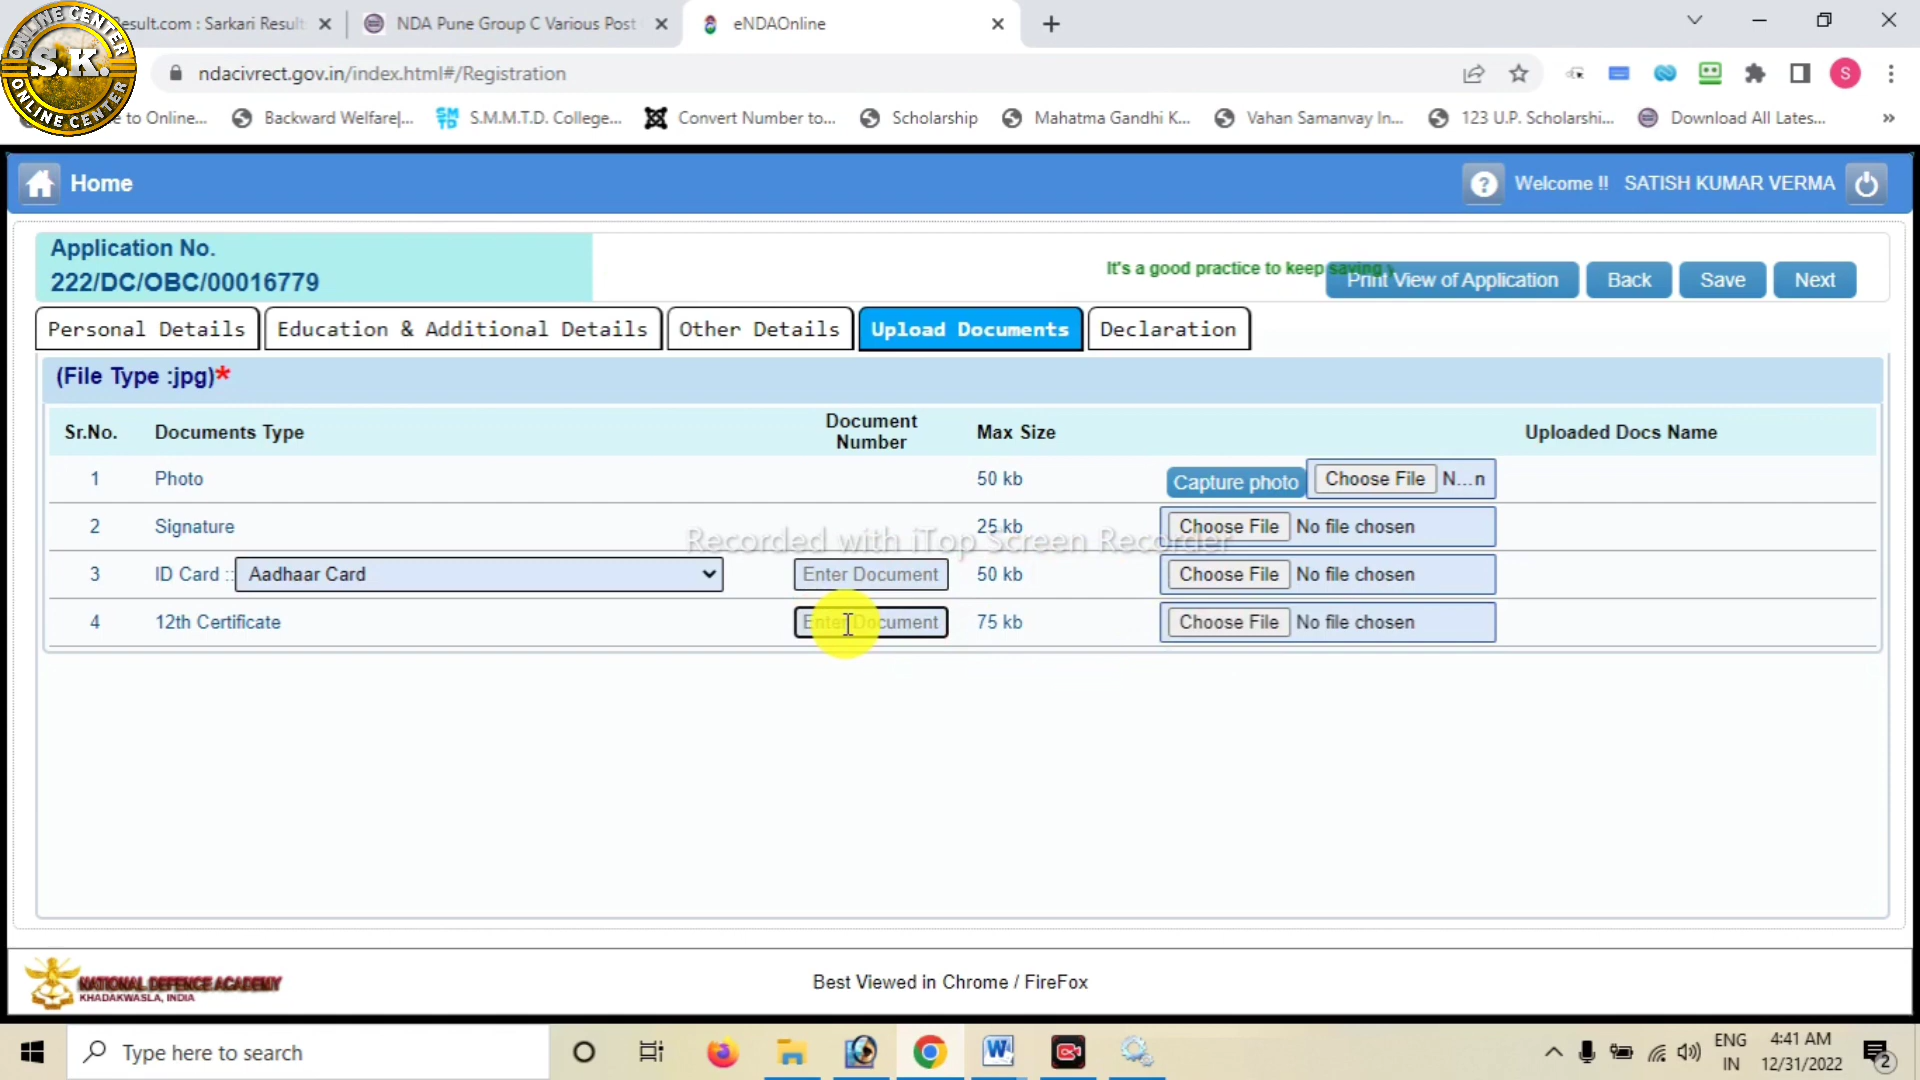 Result.com : Sarkari Result
NDA Pune Group C Various Post
eNDAOnline
ONLINE CENTER
S.K.
ONLINE CENTER
ndacivrect.gov.in/index.html#/Registration
S
e to Online...
Backward Welfare|...
S.M.M.T.D. College...
Convert Number to...
Scholarship
Mahatma Gandhi K...
Vahan Samanvay In...
123 U.P. Scholarshi...
Download All Lates...
»
Home
? Welcome !! SATISH KUMAR VERMA
Application No.
222/DC/OBC/00016779
It's a good practice to keep saving
Print View of Application
Back
Save
Next
Personal Details
Education & Additional Details
Other Details
Upload Documents
Declaration
(File Type :jpg)*
Sr.No. Documents Type Document Number Max Size Uploaded Docs Name
1 Photo 50 kb Capture photo Choose File N...n
2 Signature 25 kb Choose File No file chosen
Recorded with iTop Screen Recorder
3 ID Card :: Aadhaar Card Enter Document 50 kb Choose File No file chosen
4 12th Certificate Enter Document 75 kb Choose File No file chosen
NATIONAL DEFENCE ACADEMY
KHADAKWASLA, INDIA
Best Viewed in Chrome / FireFox
Type here to search
ENG
IN
4:41 AM
12/31/2022
2